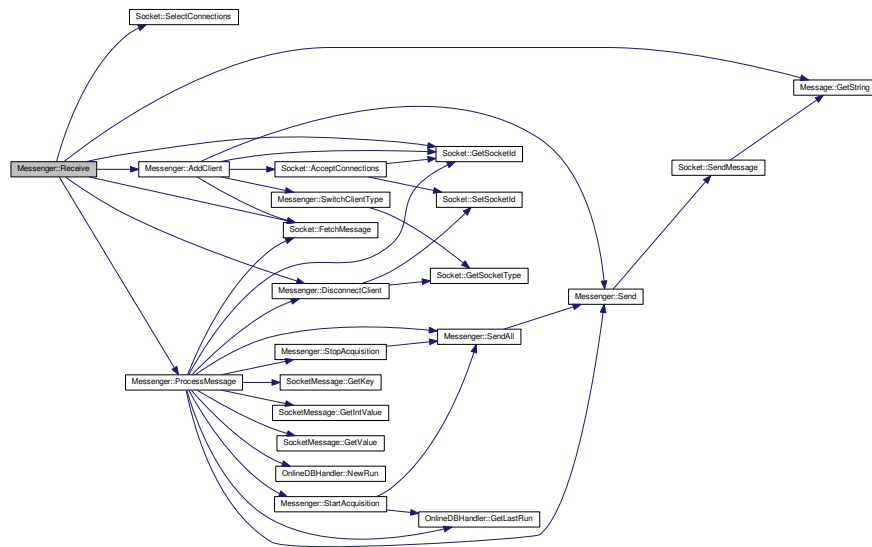 Socket::SelectConnections
Message::GetString
Socket::GetSocketId
Messenger::Receive
Messenger::AddClient
Socket::AcceptConnections
Socket::SendMessage
Messenger::SwitchClientType
Socket::SetSocketId
Socket::FetchMessage
Socket::GetSocketType
Messenger::DisconnectClient
Messenger::Send
Messenger::SendAll
Messenger::StopAcquisition
Messenger::ProcessMessage
SocketMessage::GetKey
SocketMessage::GetIntValue
SocketMessage::GetValue
OnlineDBHandler::NewRun
Messenger::StartAcquisition
OnlineDBHandler::GetLastRun